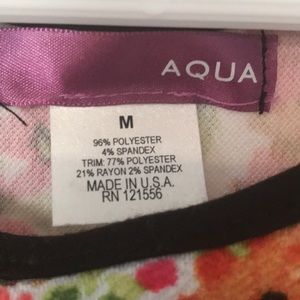 AQUA
M
96% POLYESTER
4% SPANDEX
TRIM: 77% POLYESTER
21% RAYON 2% SPANDEX
MADE IN U.S.A.
RN 121556